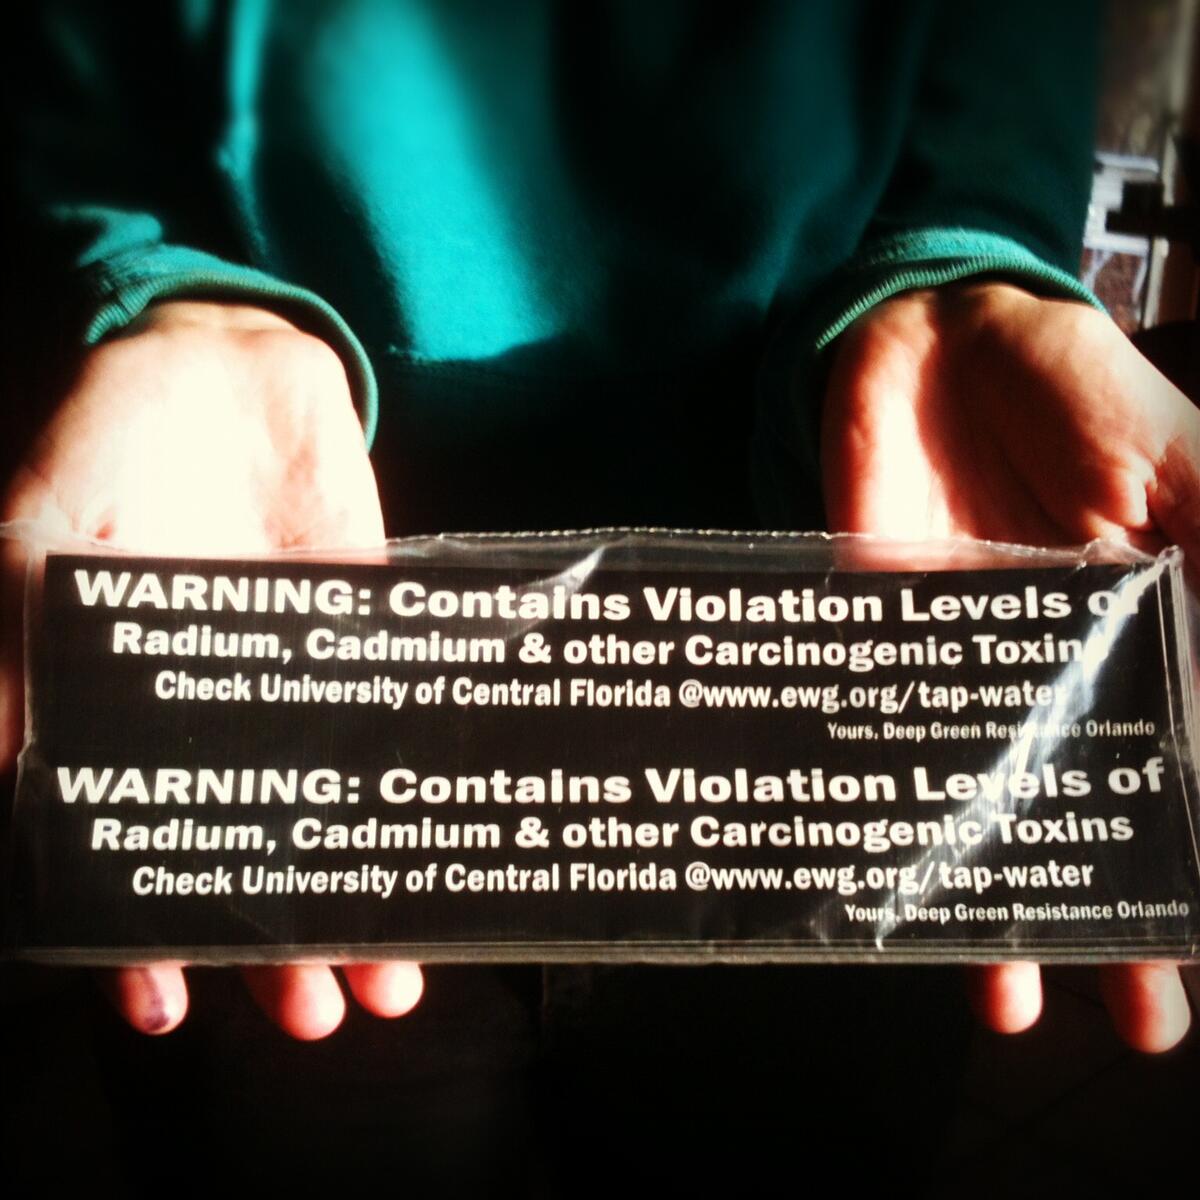 WARNING: Contains Violation Levels of
Radium, Cadmium & other Carcinogenic Toxins
Check University of Central Florida @www.ewg.org/tap-water
Yours, Deep Green Resistance Orlando
WARNING: Contains Violation Levels of
Radium, Cadmium & other Carcinogenic Toxins
Check University of Central Florida @www.ewg.org/tap-water
Yours, Deep Green Resistance Orlando